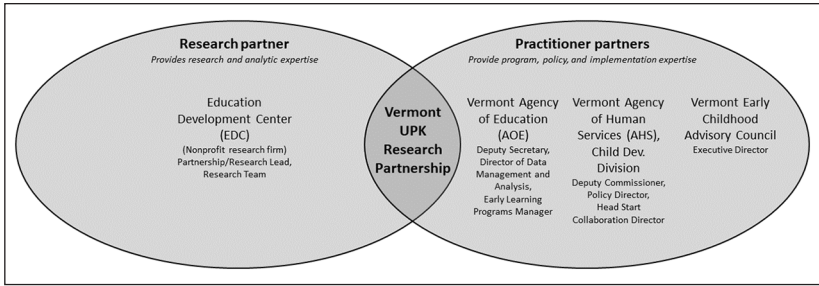 Research partner
Provides research and analytic expertise
Education
Development Center
(EDC)
(Nonprofit research firm)
Partnership/Research Lead,
Research Team
Vermont
UPK
Research
Partnership
Practitioner partners
Provide program, policy, and implementation expertise
Vermont Agency
of Education
(AOE)
Deputy Secretary,
Director of Data
Management and
Analysis,
Early Learning
Programs Manager
Vermont Agency
of Human
Services (AHS),
Child Dev.
Division
Deputy Commissioner,
Policy Director,
Head Start
Collaboration Director
Vermont Early
Childhood
Advisory Council
Executive Director